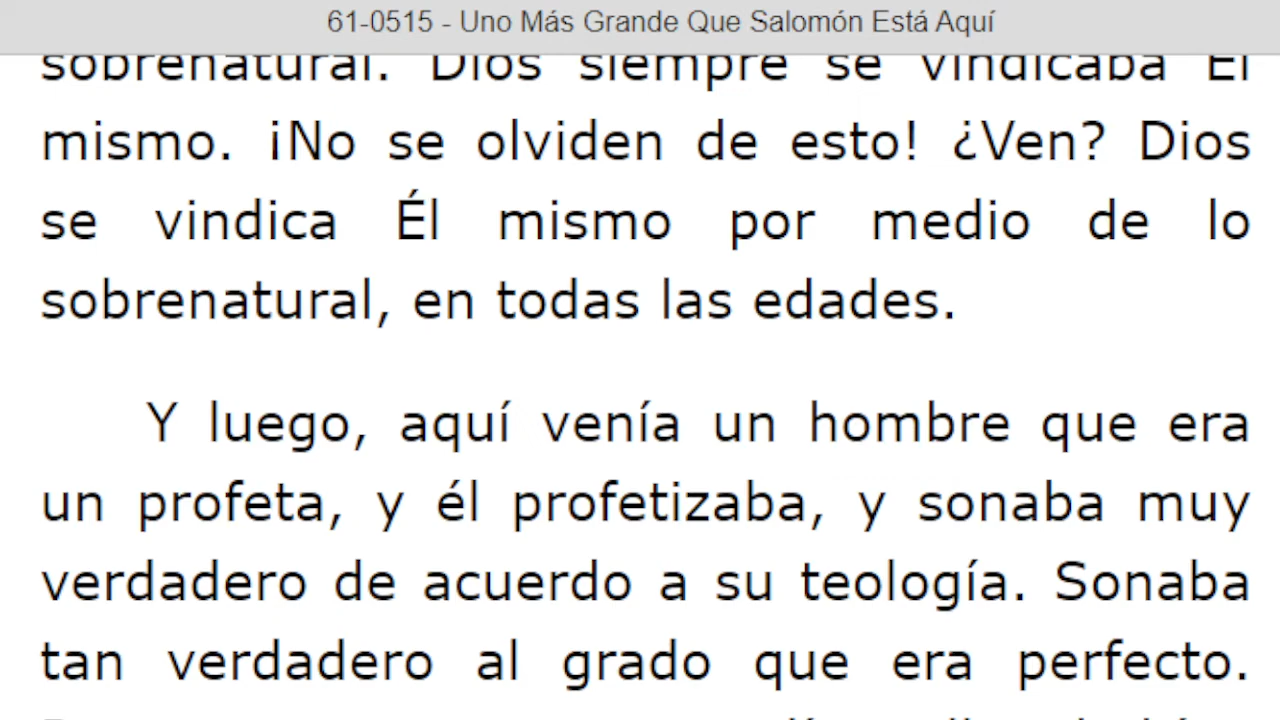 61-0515 - Uno Más Grande Que Salomón Está Aquí
sobrenatural. Dios siempre se vindicaba Él
mismo. ¡No se olviden de esto! ¿Ven? Dios
se vindica Él mismo por medio de lo
sobrenatural, en todas las edades.
Y luego, aquí venía un hombre que era
un profeta, y él profetizaba, y sonaba muy
verdadero de acuerdo a su teología. Sonaba
tan verdadero al grado que era perfecto.